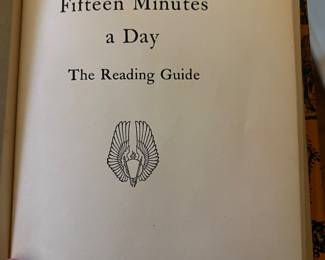 Fifteen Minutes
a Day
The Reading Guide